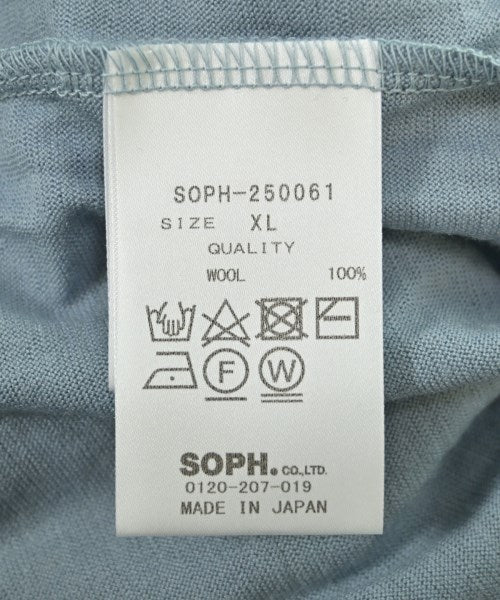 SOPH-250061
SIZE XL
QUALITY
WOOL 100%
F W
SOPH. CO.,LTD.
0120-207-019
MADE IN JAPAN